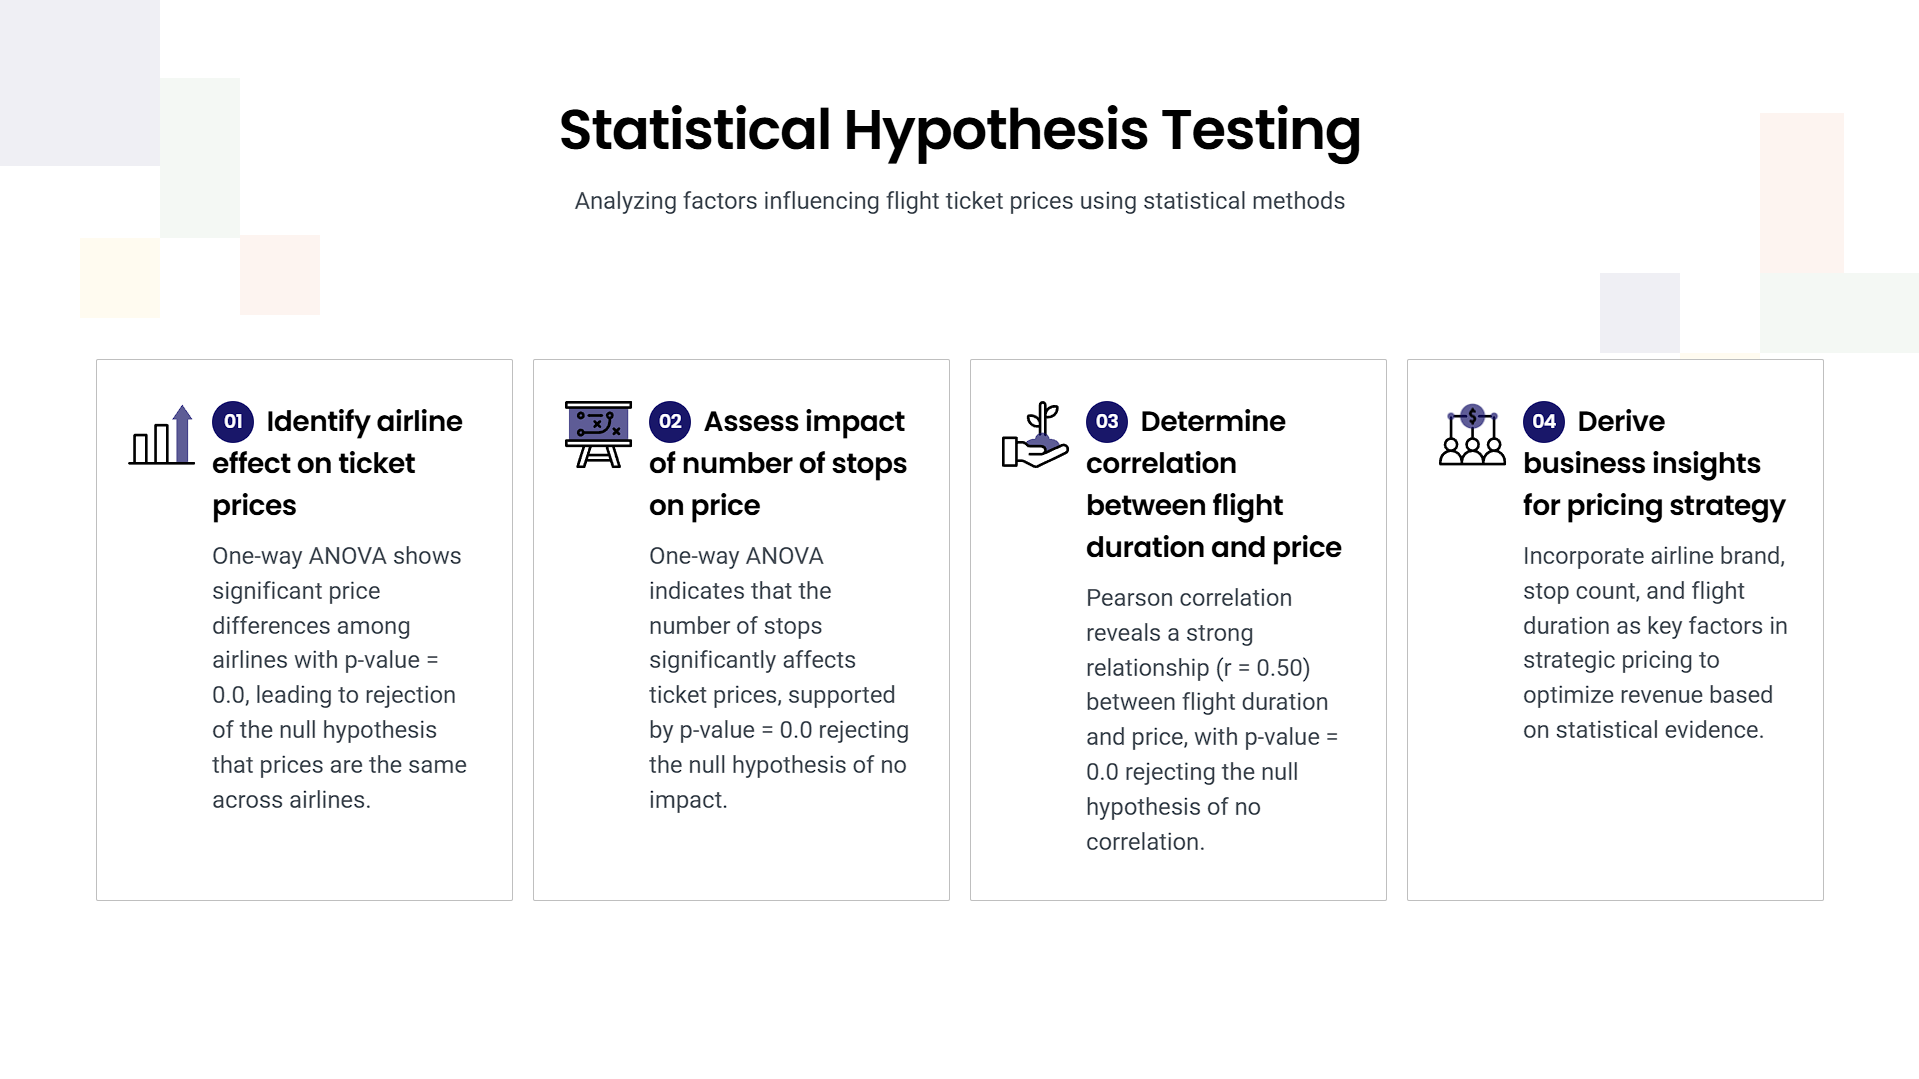 Statistical Hypothesis Testing
Analyzing factors influencing flight ticket prices using statistical methods
01 Identify airline
effect on ticket
prices
One-way ANOVA shows
significant price
differences among
airlines with p-value =
0.0, leading to rejection
of the null hypothesis
that prices are the same
across airlines.
02 Assess impact
of number of stops
on price
One-way ANOVA
indicates that the
number of stops
significantly affects
ticket prices, supported
by p-value = 0.0 rejecting
the null hypothesis of no
impact.
03 Determine
correlation
between flight
duration and price
Pearson correlation
reveals a strong
relationship (r = 0.50)
between flight duration
and price, with p-value =
0.0 rejecting the null
hypothesis of no
correlation.
04 Derive
business insights
for pricing strategy
Incorporate airline brand,
stop count, and flight
duration as key factors in
strategic pricing to
optimize revenue based
on statistical evidence.